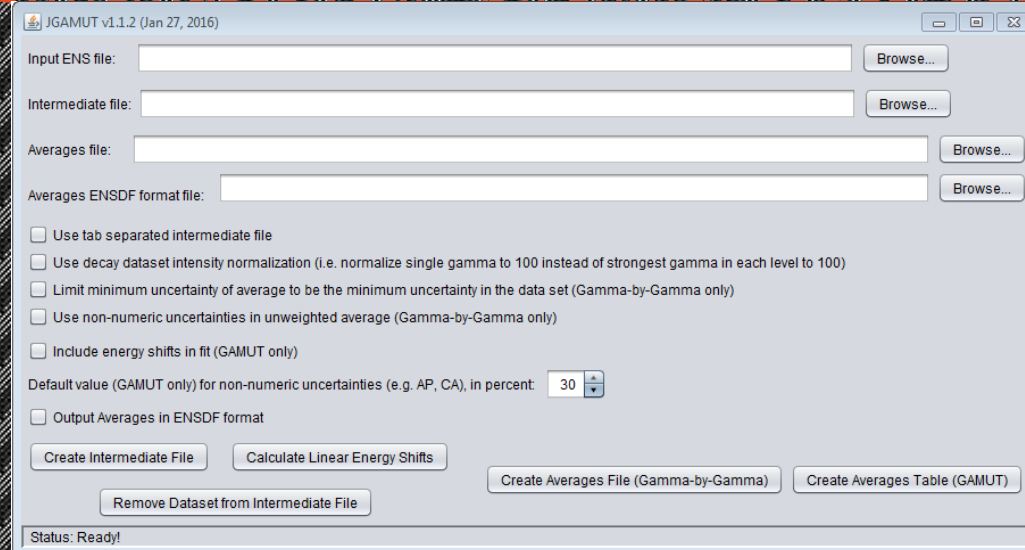 JGAMUT v1.1.2 (Jan 27, 2016)
Input ENS file: Browse...
Intermediate file: Browse...
Averages file: Browse...
Averages ENSDF format file: Browse...
Use tab separated intermediate file
Use decay dataset intensity normalization (i.e. normalize single gamma to 100 instead of strongest gamma in each level to 100)
Limit minimum uncertainty of average to be the minimum uncertainty in the data set (Gamma-by-Gamma only)
Use non-numeric uncertainties in unweighted average (Gamma-by-Gamma only)
Include energy shifts in fit (GAMUT only)
Default value (GAMUT only) for non-numeric uncertainties (e.g. AP, CA), in percent: 30
Output Averages in ENSDF format
Create Intermediate File Calculate Linear Energy Shifts
Create Averages File (Gamma-by-Gamma) Create Averages Table (GAMUT)
Remove Dataset from Intermediate File
Status: Ready!